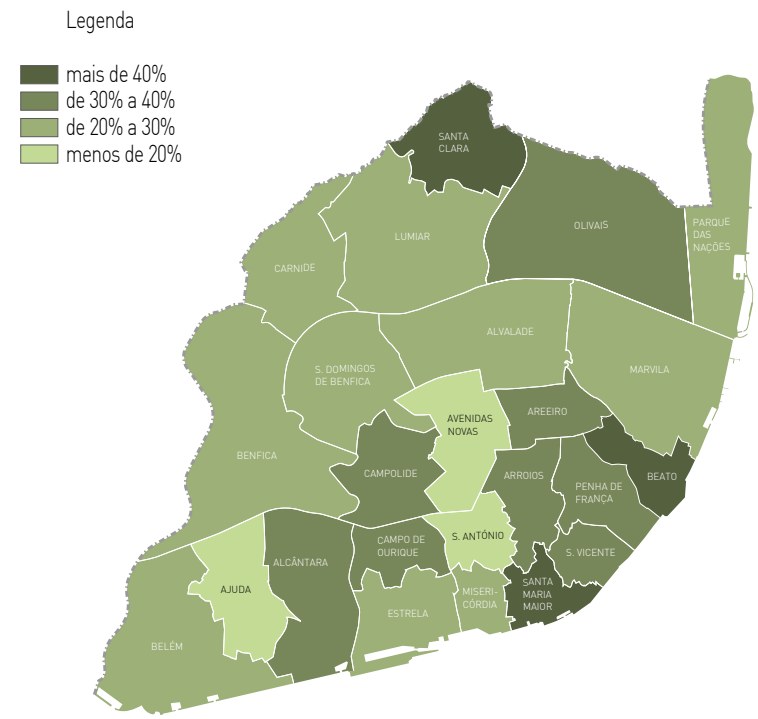 Legenda
mais de 40%
de 30% a 40%
de 20% a 30%
menos de 20%
SANTA
CLARA
OLIVAIS
PARQUE
DAS
NAÇÕES
LUMIAR
CARNIDE
ALVALADE
S. DOMINGOS
DE BENFICA
MARVILA
AVENIDAS
NOVAS
AREEIRO
BENFICA
CAMPOLIDE
ARROIOS
BEATO
PENHA DE
FRANÇA
S. ANTÓNIO
CAMPO DE
OURIQUE
S. VICENTE
ALCÂNTARA
AJUDA
MISERI-
CÓRDIA
SANTA
MARIA
MAIOR
ESTRELA
BELÉM